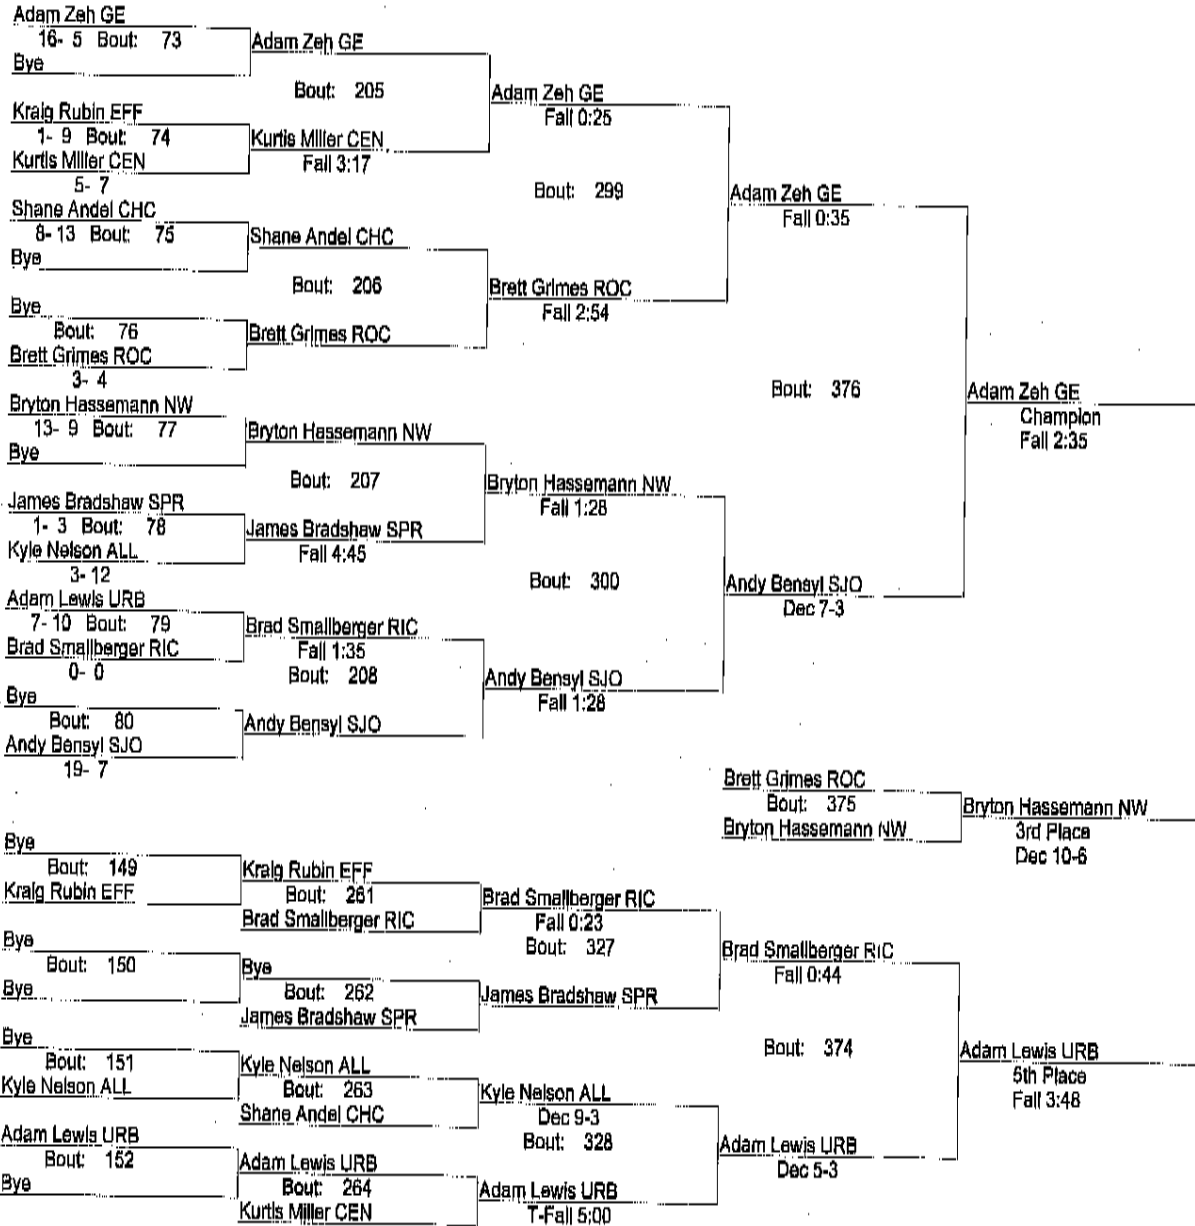 Adam Zeh GE
16- 5 Bout: 73
Bye
Adam Zeh GE
Bout: 205
Kraig Rubin EFF
1- 9 Bout: 74
Kurtis Miller CEN
5- 7
Kurtis Miller CEN
Fall 3:17
Adam Zeh GE
Fall 0:25
Bout: 299
Shane Andel CHC
8- 13 Bout: 75
Bye
Shane Andel CHC
Bout: 206
Bye
Bout: 76
Brett Grimes ROC
3- 4
Brett Grimes ROC
Brett Grimes ROC
Fall 2:54
Adam Zeh GE
Fall 0:35
Bout: 376
Adam Zeh GE
Champion
Fall 2:35
Bryton Hassemann NW
13- 9 Bout: 77
Bye
Bryton Hassemann NW
Bout: 207
James Bradshaw SPR
1- 3 Bout: 78
Kyle Nelson ALL
3- 12
James Bradshaw SPR
Fall 4:45
Bryton Hassemann NW
Fall 1:28
Bout: 300
Adam Lewis URB
7- 10 Bout: 79
Brad Smallberger RIC
0- 0
Brad Smallberger RIC
Fall 1:35
Bout: 208
Bye
Bout: 80
Andy Bensyl SJO
19- 7
Andy Bensyl SJO
Andy Bensyl SJO
Fall 1:28
Andy Bensyl SJO
Dec 7-3
Brett Grimes ROC
Bout: 375
Bryton Hassemann NW
Bryton Hassemann NW
3rd Place
Dec 10-6
Bye
Bout: 149
Kraig Rubin EFF
Kraig Rubin EFF
Bout: 261
Brad Smallberger RIC
Brad Smallberger RIC
Fall 0:23
Bout: 327
Bye
Bout: 150
Bye
Bye
Bout: 262
James Bradshaw SPR
James Bradshaw SPR
Brad Smallberger RIC
Fall 0:44
Bout: 374
Bye
Bout: 151
Kyle Nelson ALL
Kyle Nelson ALL
Bout: 263
Shane Andel CHC
Kyle Nelson ALL
Dec 9-3
Bout: 328
Adam Lewis URB
Bout: 152
Bye
Adam Lewis URB
Bout: 264
Kurtis Miller CEN
Adam Lewis URB
T-Fall 5:00
Adam Lewis URB
Dec 5-3
Adam Lewis URB
5th Place
Fall 3:48